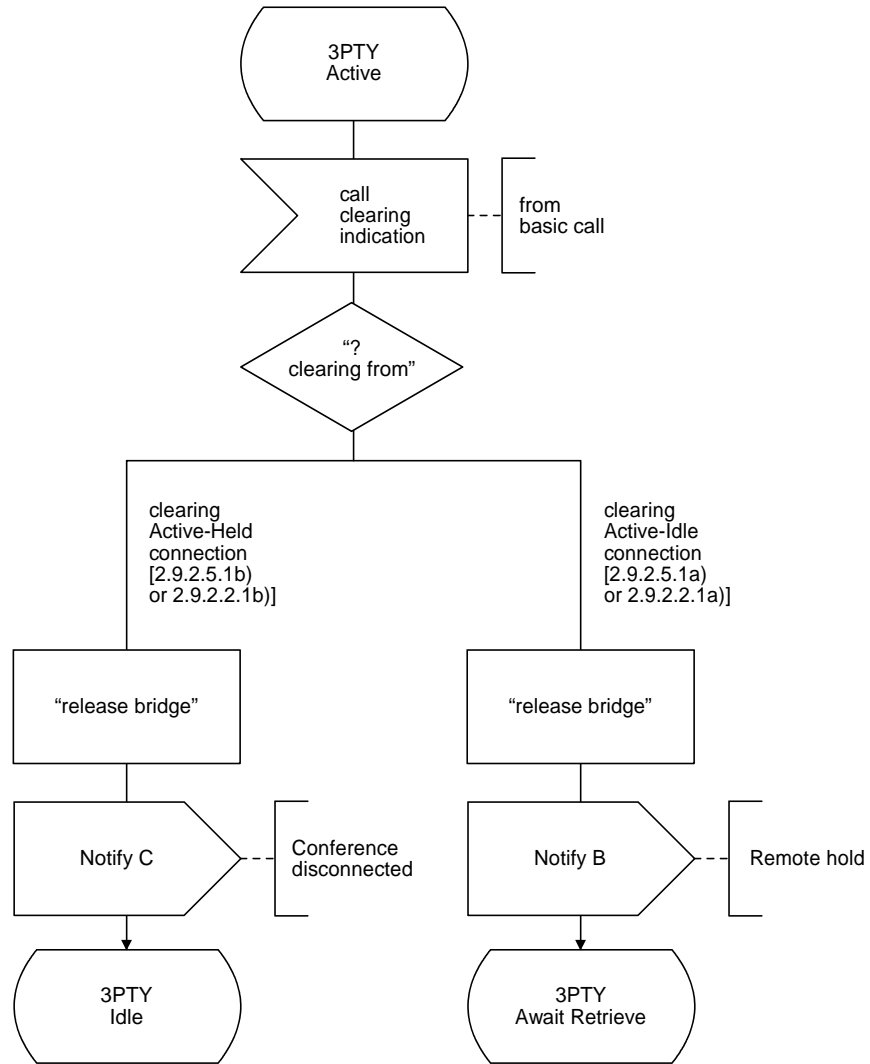 3PTY
Active
call
clearing
indication
from
basic call
“?
clearing from”
clearing
Active-Held
connection
[2.9.2.5.1b)
or 2.9.2.2.1b)]
clearing
Active-Idle
connection
[2.9.2.5.1a)
or 2.9.2.2.1a)]
“release bridge”
“release bridge”
Notify C
Conference
disconnected
Notify B
Remote hold
3PTY
Idle
3PTY
Await Retrieve